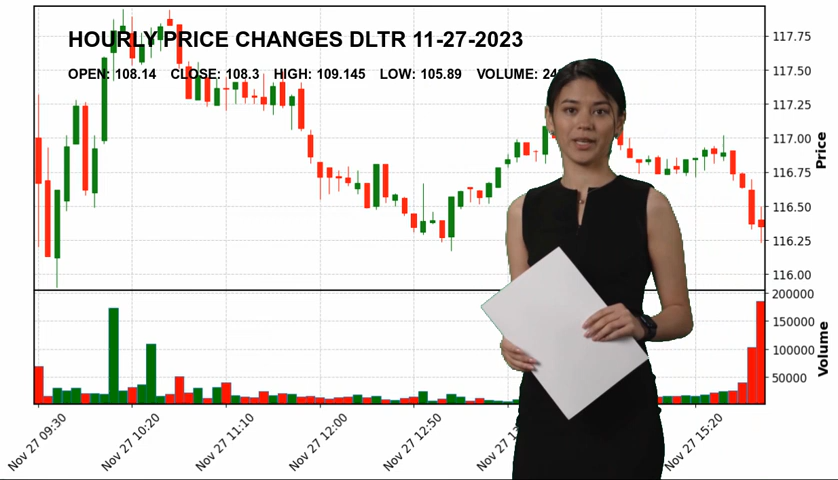 HOURLY PRICE CHANGES DLTR 11-27-2023
OPEN: 108.14 CLOSE: 108.3 HIGH: 109.145 LOW: 105.89 VOLUME:
117.75
117.50
117.25
117.00
116.75
116.50
116.25
116.00
Price
200000
150000
100000
50000
Volume
Nov 27 09:30
Nov 27 10:20
Nov 27 11:10
Nov 27 12:00
Nov 27 12:50
Nov 27
Nov 27 15:20